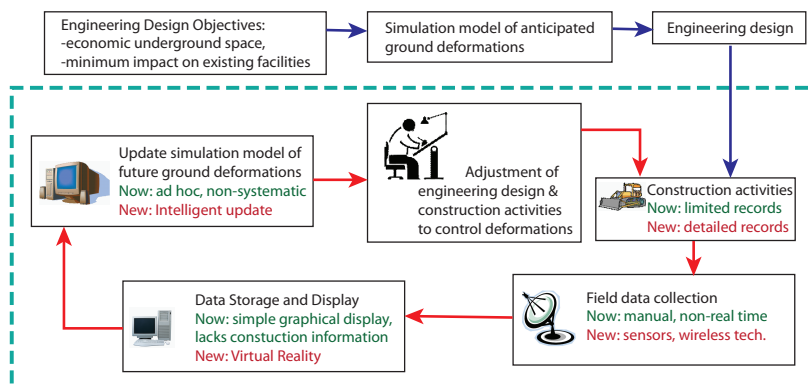 Engineering Design Objectives:
-economic underground space,
-minimum impact on existing facilities
Simulation model of anticipated
ground deformations
Engineering design
Update simulation model of
future ground deformations
Now: ad hoc, non-systematic
New: Intelligent update
Adjustment of
engineering design &
construction activities
to control deformations
Construction activities
Now: limited records
New: detailed records
Data Storage and Display
Now: simple graphical display,
lacks constuction information
New: Virtual Reality
Field data collection
Now: manual, non-real time
New: sensors, wireless tech.